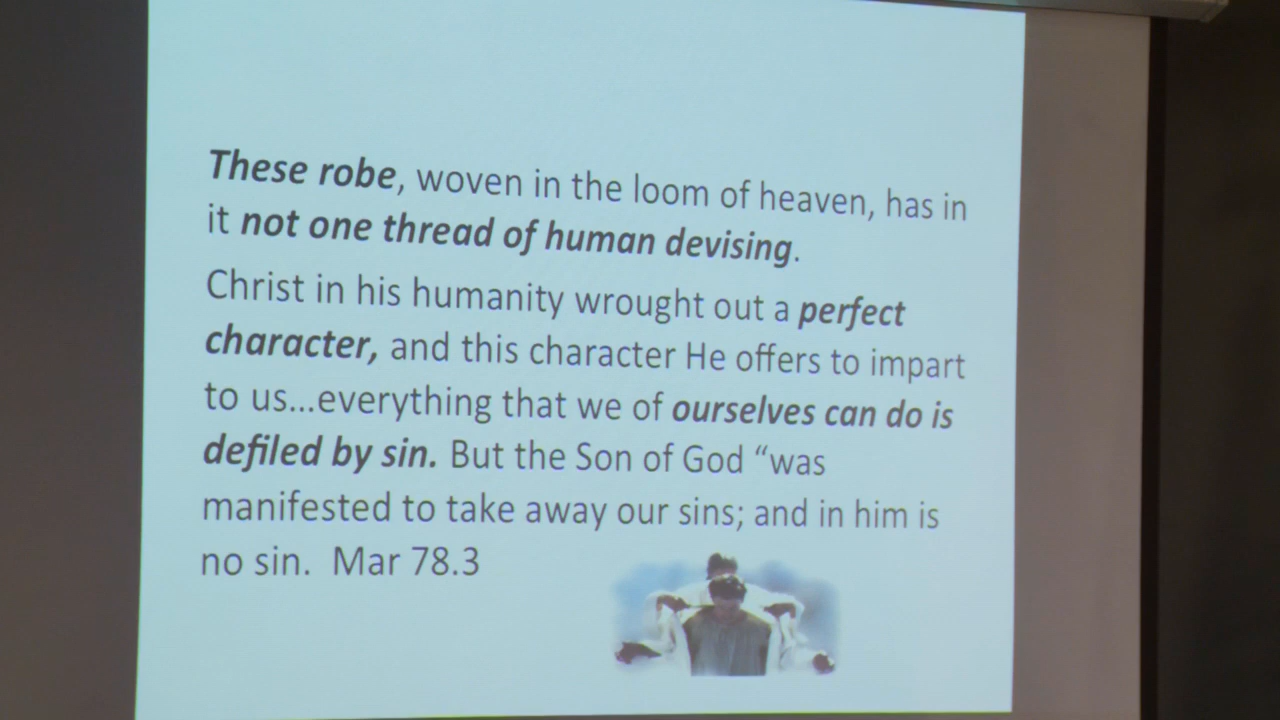 These robe, woven in the loom of heaven, has in
it not one thread of human devising.
Christ in his humanity wrought out a perfect
character, and this character He offers to impart
to us...everything that we of ourselves can do is
defiled by sin. But the Son of God “was
manifested to take away our sins; and in him is
no sin.  Mar 78.3